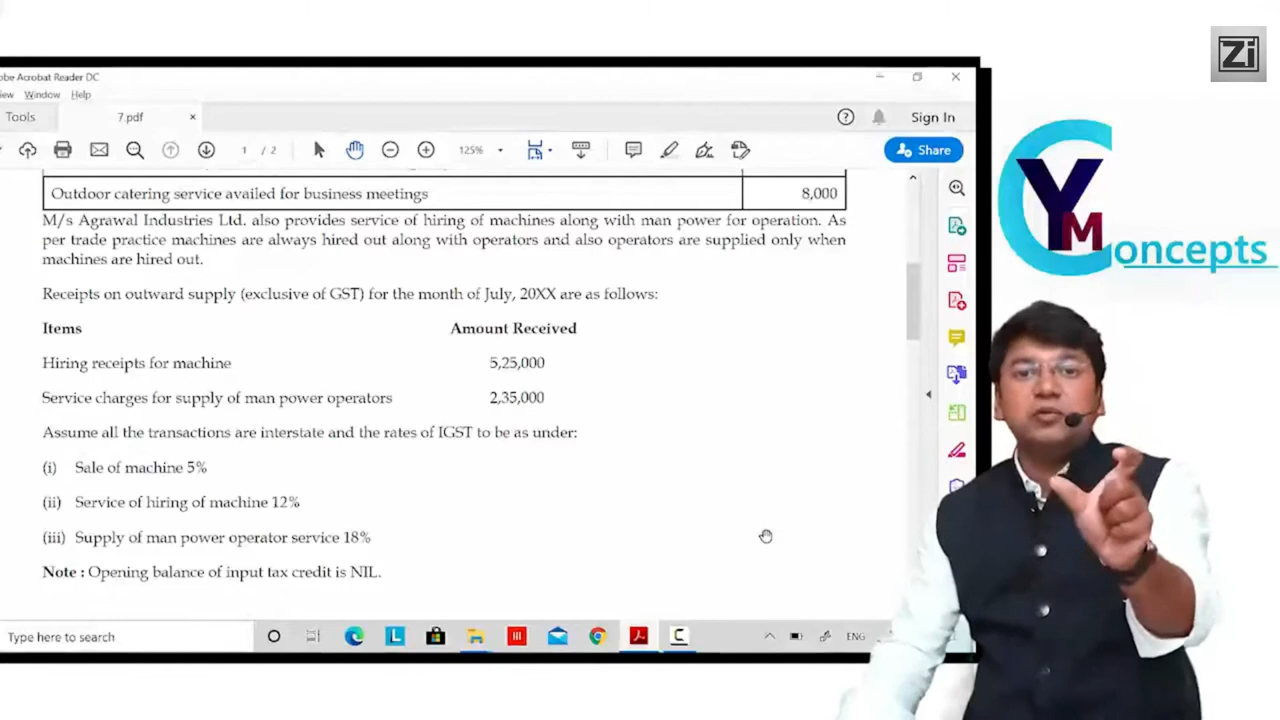 Zi
obe Acrobat Reader DC
iew Window Help
Tools 7.pdf × Sign In
1 / 2 125% Share
Outdoor catering service availed for business meetings 8,000
M/s Agrawal Industries Ltd. also provides service of hiring of machines along with man power for operation. As
per trade practice machines are always hired out along with operators and also operators are supplied only when
machines are hired out.
Receipts on outward supply (exclusive of GST) for the month of July, 20XX are as follows:
Items Amount Received
Hiring receipts for machine 5,25,000
Service charges for supply of man power operators 2,35,000
Assume all the transactions are interstate and the rates of IGST to be as under:
(i) Sale of machine 5%
(ii) Service of hiring of machine 12%
(iii) Supply of man power operator service 18%
Note : Opening balance of input tax credit is NIL.
Type here to search L C ENG
YM
Concepts